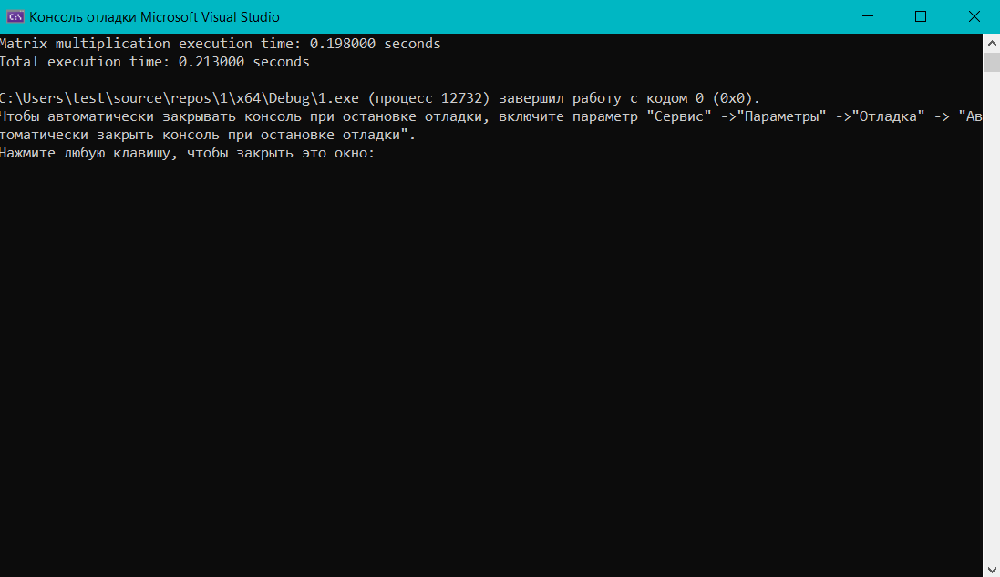 Консоль отладки Microsoft Visual Studio
Matrix multiplication execution time: 0.198000 seconds
Total execution time: 0.213000 seconds
C:\Users\test\source\repos\1\x64\Debug\1.exe (процесс 12732) завершил работу с кодом 0 (0x0).
Чтобы автоматически закрывать консоль при остановке отладки, включите параметр "Сервис" ->"Параметры" ->"Отладка" -> "Ав
томатически закрыть консоль при остановке отладки".
Нажмите любую клавишу, чтобы закрыть это окно: